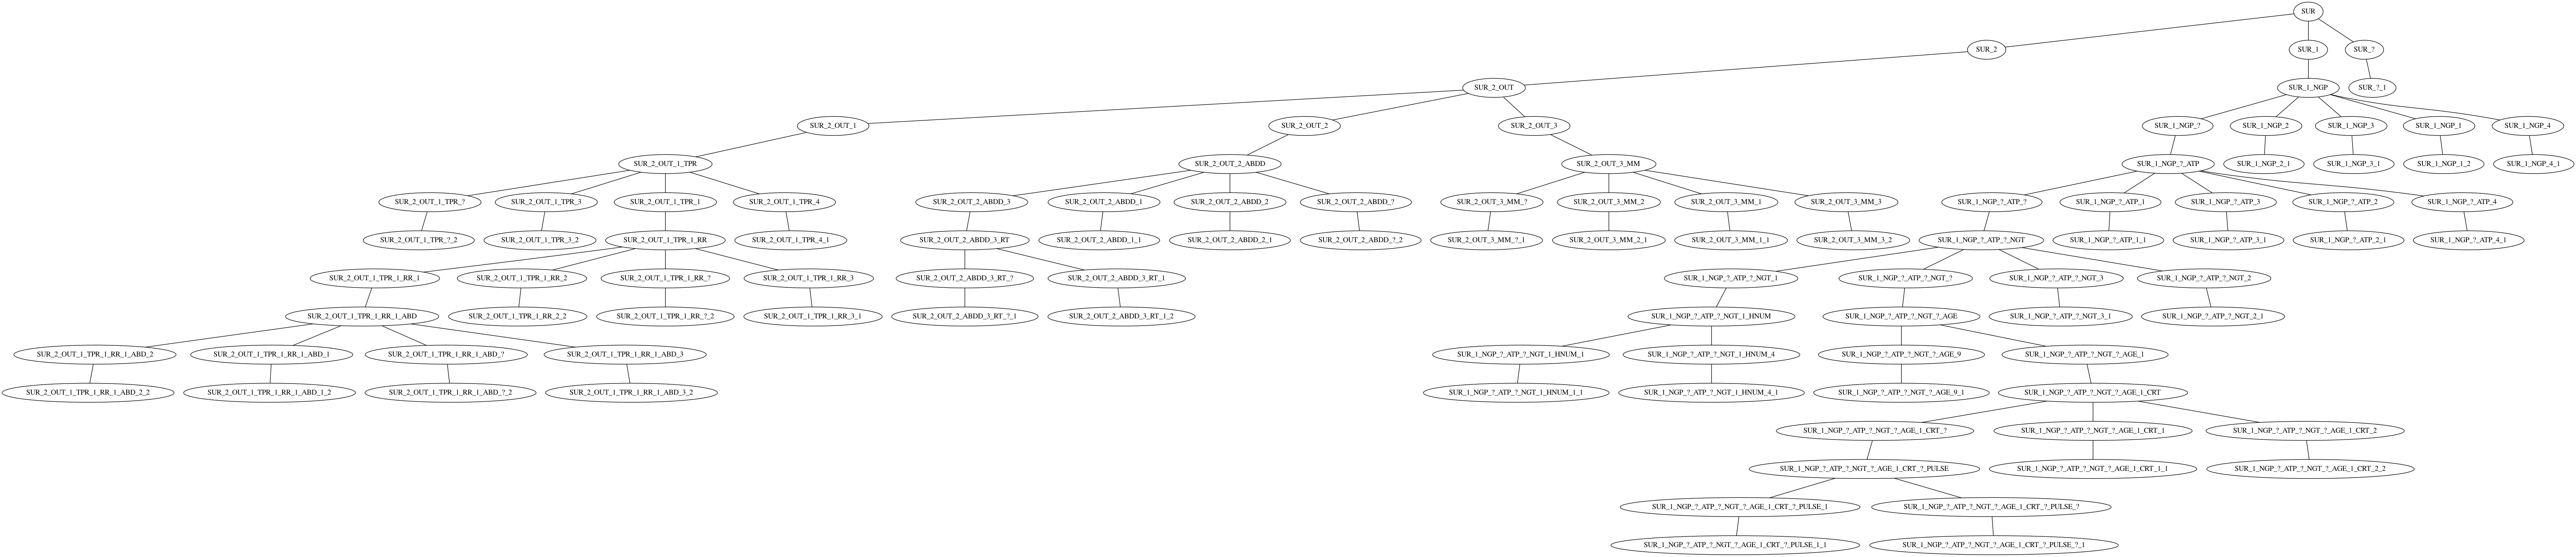 SUR
SUR_2
SUR_1
SUR_?
SUR_2_OUT
SUR_1_NGP
SUR_?_1
SUR_2_OUT_1
SUR_2_OUT_2
SUR_2_OUT_3
SUR_1_NGP_?
SUR_1_NGP_2
SUR_1_NGP_3
SUR_1_NGP_1
SUR_1_NGP_4
SUR_2_OUT_1_TPR
SUR_2_OUT_2_ABDD
SUR_2_OUT_3_MM
SUR_1_NGP_?_ATP
SUR_1_NGP_2_1
SUR_1_NGP_3_1
SUR_1_NGP_1_2
SUR_1_NGP_4_1
SUR_2_OUT_1_TPR_?
SUR_2_OUT_1_TPR_3
SUR_2_OUT_1_TPR_1
SUR_2_OUT_1_TPR_4
SUR_2_OUT_2_ABDD_3
SUR_2_OUT_2_ABDD_1
SUR_2_OUT_2_ABDD_2
SUR_2_OUT_2_ABDD_?
SUR_2_OUT_3_MM_?
SUR_2_OUT_3_MM_2
SUR_2_OUT_3_MM_1
SUR_2_OUT_3_MM_3
SUR_1_NGP_?_ATP_?
SUR_1_NGP_?_ATP_1
SUR_1_NGP_?_ATP_3
SUR_1_NGP_?_ATP_2
SUR_1_NGP_?_ATP_4
SUR_2_OUT_1_TPR_?_2
SUR_2_OUT_1_TPR_3_2
SUR_2_OUT_1_TPR_1_RR
SUR_2_OUT_1_TPR_4_1
SUR_2_OUT_2_ABDD_3_RT
SUR_2_OUT_2_ABDD_1_1
SUR_2_OUT_2_ABDD_2_1
SUR_2_OUT_2_ABDD_?_2
SUR_2_OUT_3_MM_?_1
SUR_2_OUT_3_MM_2_1
SUR_2_OUT_3_MM_1_1
SUR_2_OUT_3_MM_3_2
SUR_1_NGP_?_ATP_?_NGT
SUR_1_NGP_?_ATP_1_1
SUR_1_NGP_?_ATP_3_1
SUR_1_NGP_?_ATP_2_1
SUR_1_NGP_?_ATP_4_1
SUR_2_OUT_1_TPR_1_RR_1
SUR_2_OUT_1_TPR_1_RR_2
SUR_2_OUT_1_TPR_1_RR_?
SUR_2_OUT_1_TPR_1_RR_3
SUR_2_OUT_2_ABDD_3_RT_?
SUR_2_OUT_2_ABDD_3_RT_1
SUR_1_NGP_?_ATP_?_NGT_1
SUR_1_NGP_?_ATP_?_NGT_?
SUR_1_NGP_?_ATP_?_NGT_3
SUR_1_NGP_?_ATP_?_NGT_2
SUR_2_OUT_1_TPR_1_RR_1_ABD
SUR_2_OUT_1_TPR_1_RR_2_2
SUR_2_OUT_1_TPR_1_RR_?_2
SUR_2_OUT_1_TPR_1_RR_3_1
SUR_2_OUT_2_ABDD_3_RT_?_1
SUR_2_OUT_2_ABDD_3_RT_1_2
SUR_1_NGP_?_ATP_?_NGT_1_HNUM
SUR_1_NGP_?_ATP_?_NGT_?_AGE
SUR_1_NGP_?_ATP_?_NGT_3_1
SUR_1_NGP_?_ATP_?_NGT_2_1
SUR_2_OUT_1_TPR_1_RR_1_ABD_2
SUR_2_OUT_1_TPR_1_RR_1_ABD_1
SUR_2_OUT_1_TPR_1_RR_1_ABD_?
SUR_2_OUT_1_TPR_1_RR_1_ABD_3
SUR_1_NGP_?_ATP_?_NGT_1_HNUM_1
SUR_1_NGP_?_ATP_?_NGT_1_HNUM_4
SUR_1_NGP_?_ATP_?_NGT_?_AGE_9
SUR_1_NGP_?_ATP_?_NGT_?_AGE_1
SUR_2_OUT_1_TPR_1_RR_1_ABD_2_2
SUR_2_OUT_1_TPR_1_RR_1_ABD_1_2
SUR_2_OUT_1_TPR_1_RR_1_ABD_?_2
SUR_2_OUT_1_TPR_1_RR_1_ABD_3_2
SUR_1_NGP_?_ATP_?_NGT_1_HNUM_1_1
SUR_1_NGP_?_ATP_?_NGT_1_HNUM_4_1
SUR_1_NGP_?_ATP_?_NGT_?_AGE_9_1
SUR_1_NGP_?_ATP_?_NGT_?_AGE_1_CRT
SUR_1_NGP_?_ATP_?_NGT_?_AGE_1_CRT_?
SUR_1_NGP_?_ATP_?_NGT_?_AGE_1_CRT_1
SUR_1_NGP_?_ATP_?_NGT_?_AGE_1_CRT_2
SUR_1_NGP_?_ATP_?_NGT_?_AGE_1_CRT_?_PULSE
SUR_1_NGP_?_ATP_?_NGT_?_AGE_1_CRT_1_1
SUR_1_NGP_?_ATP_?_NGT_?_AGE_1_CRT_2_2
SUR_1_NGP_?_ATP_?_NGT_?_AGE_1_CRT_?_PULSE_1
SUR_1_NGP_?_ATP_?_NGT_?_AGE_1_CRT_?_PULSE_?
SUR_1_NGP_?_ATP_?_NGT_?_AGE_1_CRT_?_PULSE_1_1
SUR_1_NGP_?_ATP_?_NGT_?_AGE_1_CRT_?_PULSE_?_1